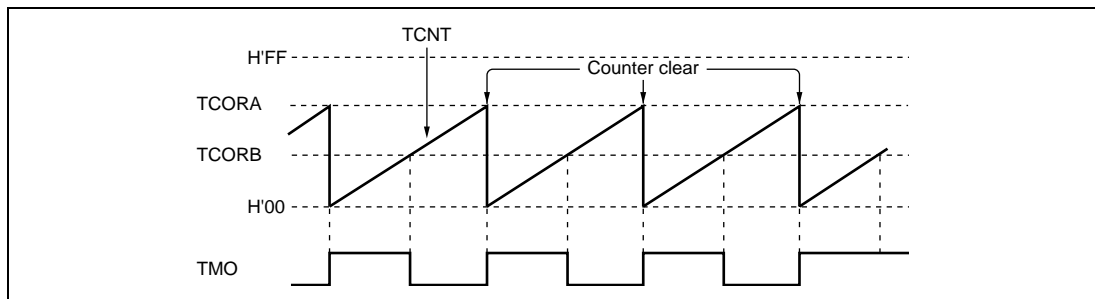 TCNT
H'FF
Counter clear
TCORA
TCORB
H'00
TMO